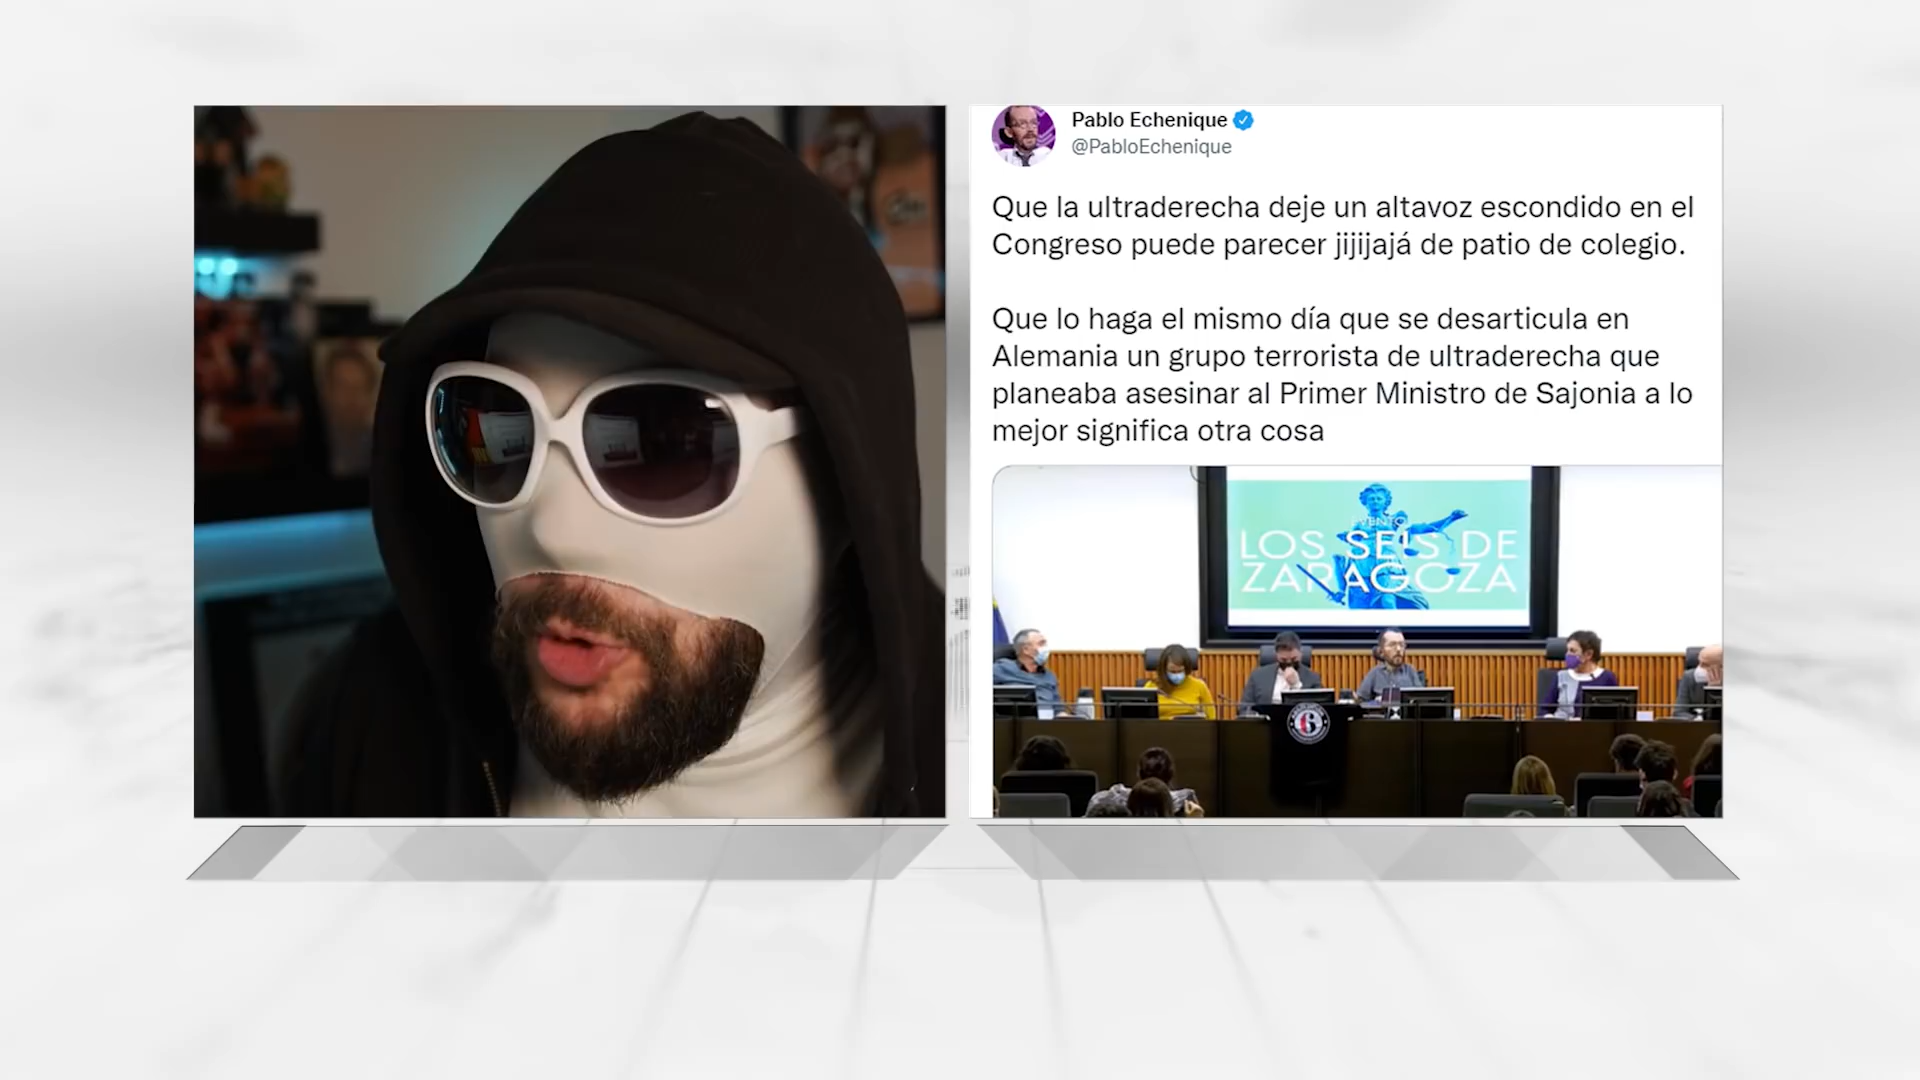 Pablo Echenique
@PabloEchenique
Que la ultraderecha deje un altavoz escondido en el
Congreso puede parecer jijijajá de patio de colegio.
Que lo haga el mismo día que se desarticula en
Alemania un grupo terrorista de ultraderecha que
planeaba asesinar al Primer Ministro de Sajonia a lo
mejor significa otra cosa
EVENTO
LOS SEIS DE
ZARAGOZA
6